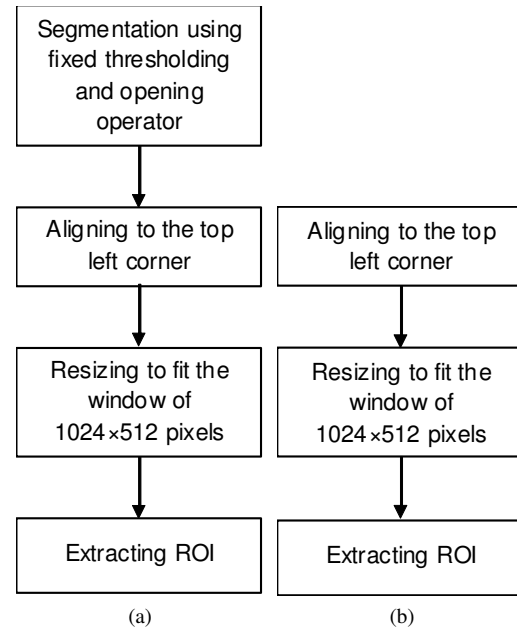 Segmentation using
fixed thresholding
and opening
operator
Aligning to the top
left corner
Resizing to fit the
window of
1024×512 pixels
Extracting ROI
(a)
Aligning to the top
left corner
Resizing to fit the
window of
1024×512 pixels
Extracting ROI
(b)